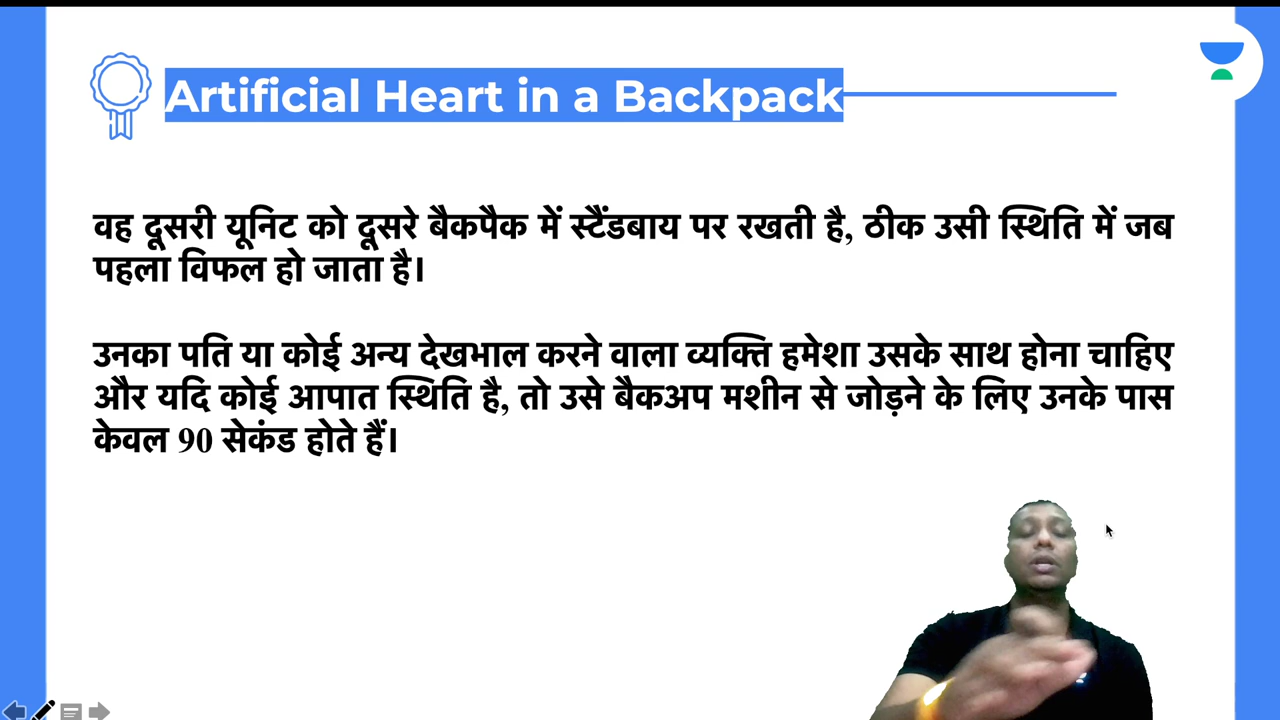 Artificial Heart in a Backpack
वह दूसरी यूनिट को दूसरे बैकपैक में स्टैंडबाय पर रखती है, ठीक उसी स्थिति में जब
पहला विफल हो जाता है।
उनका पति या कोई अन्य देखभाल करने वाला व्यक्ति हमेशा उसके साथ होना चाहिए
और यदि कोई आपात स्थिति है, तो उसे बैकअप मशीन से जोड़ने के लिए उनके पास
केवल 90 सेकंड होते हैं।